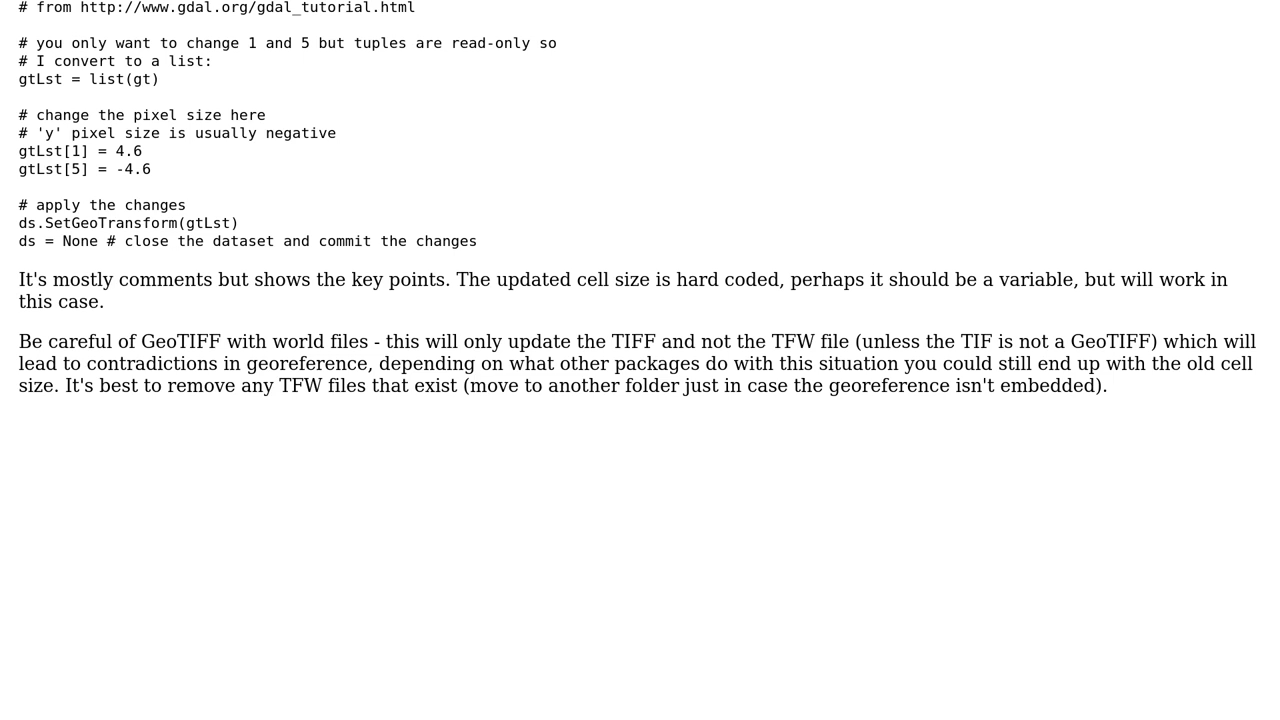 # from http://www.gdal.org/gdal_tutorial.html
# you only want to change 1 and 5 but tuples are read-only so
# I convert to a list:
gtLst = list(gt)
# change the pixel size here
# 'y' pixel size is usually negative
gtLst[1] = 4.6
gtLst[5] = -4.6
# apply the changes
ds.SetGeoTransform(gtLst)
ds = None # close the dataset and commit the changes
It's mostly comments but shows the key points. The updated cell size is hard coded, perhaps it should be a variable, but will work in
this case.
Be careful of GeoTIFF with world files - this will only update the TIFF and not the TFW file (unless the TIF is not a GeoTIFF) which will
lead to contradictions in georeference, depending on what other packages do with this situation you could still end up with the old cell
size. It's best to remove any TFW files that exist (move to another folder just in case the georeference isn't embedded).